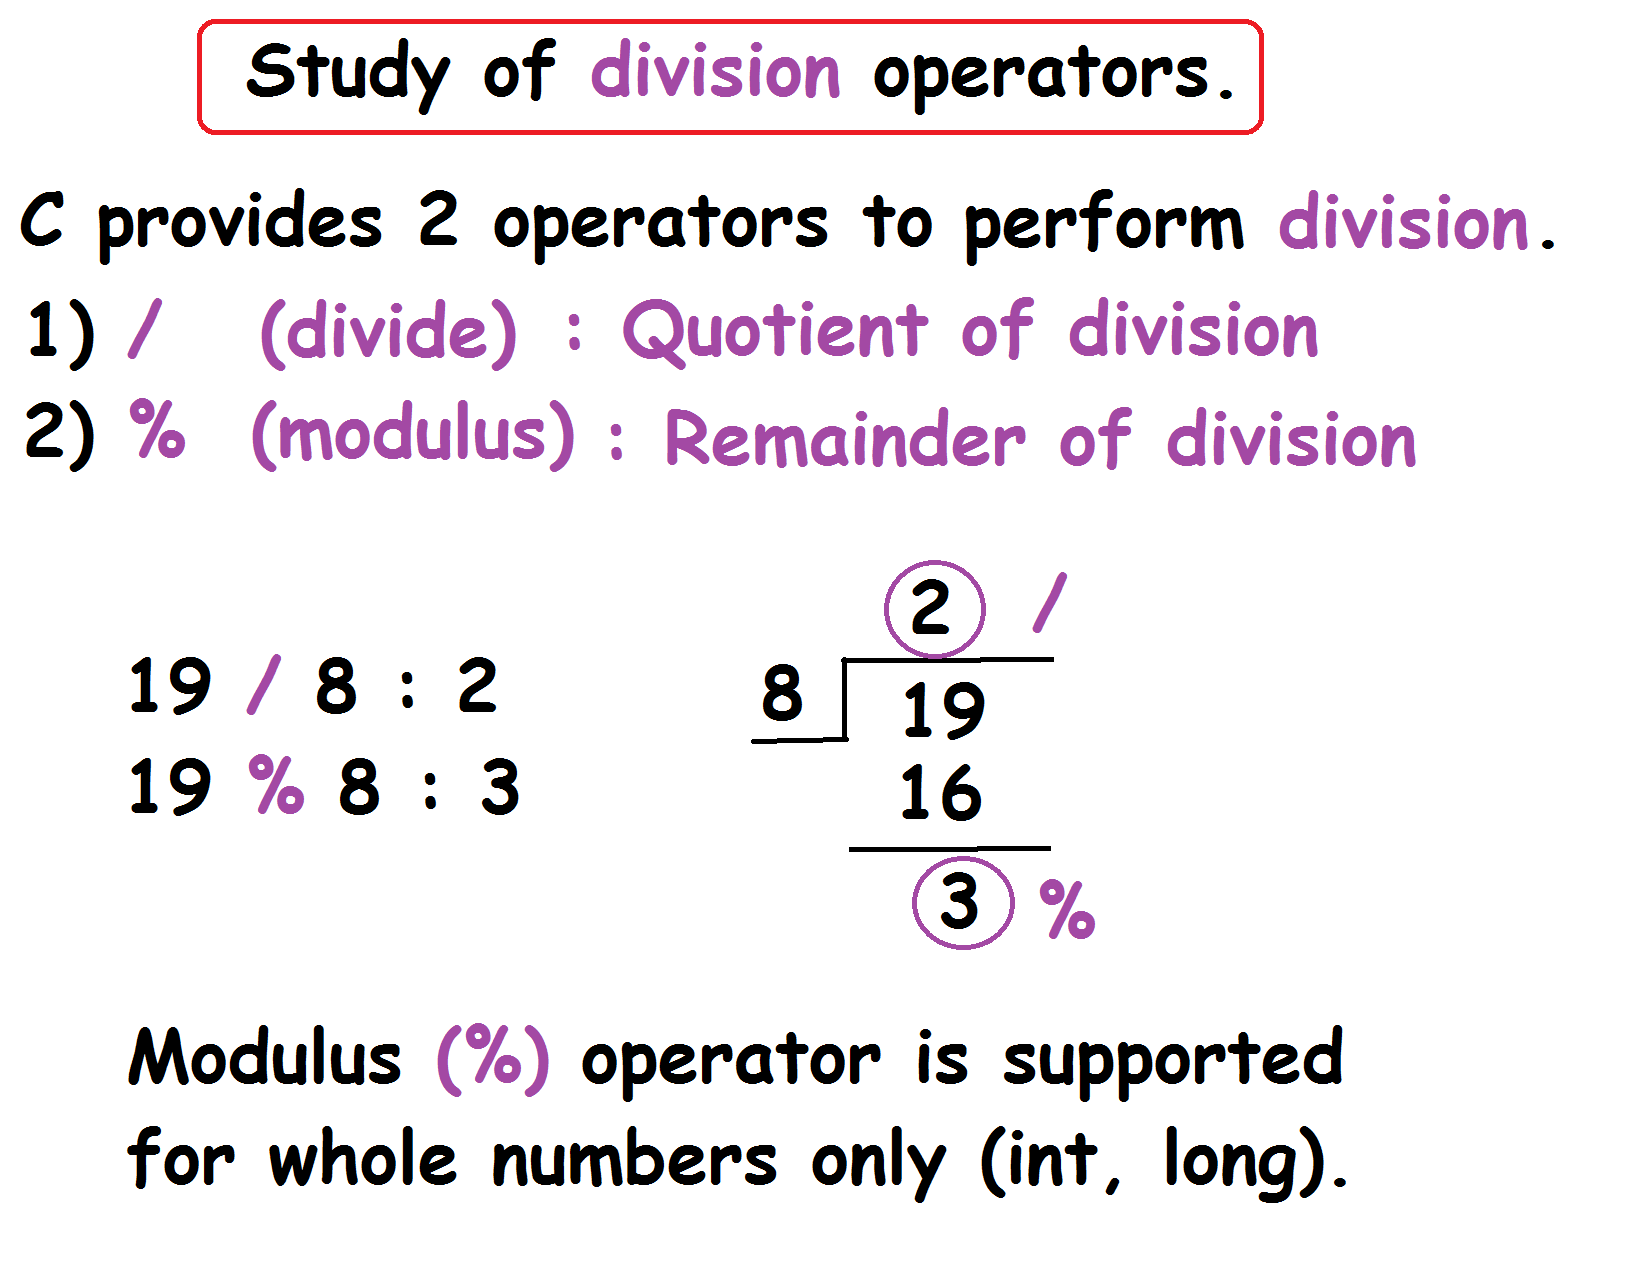 Study of division operators.
C provides 2 operators to perform division.
1) / (divide) : Quotient of division
2) % (modulus) : Remainder of division
19 / 8 : 2
19 % 8 : 3
2 /
8 19
16
3 %
Modulus (%) operator is supported
for whole numbers only (int, long).